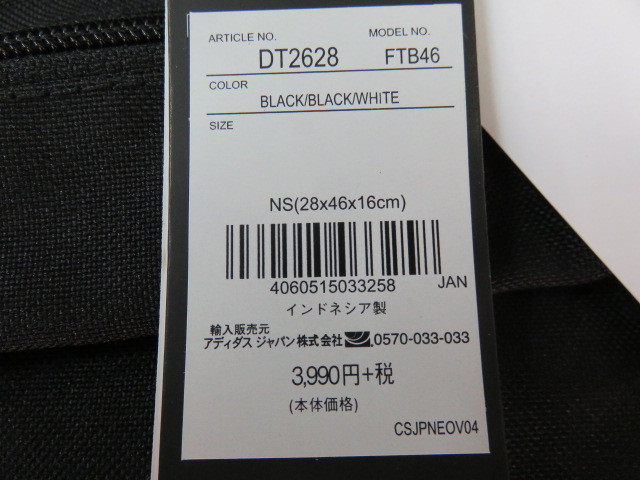 ARTICLE NO. MODEL NO.
DT2628 FTB46
COLOR
BLACK/BLACK/WHITE
SIZE
NS(28x46x16cm)
4060515033258 JAN
インドネシア製
輸入販売元
アディダス ジャパン株式会社 0570-033-033
3,990円+税
(本体価格)
CSJPNEOV04